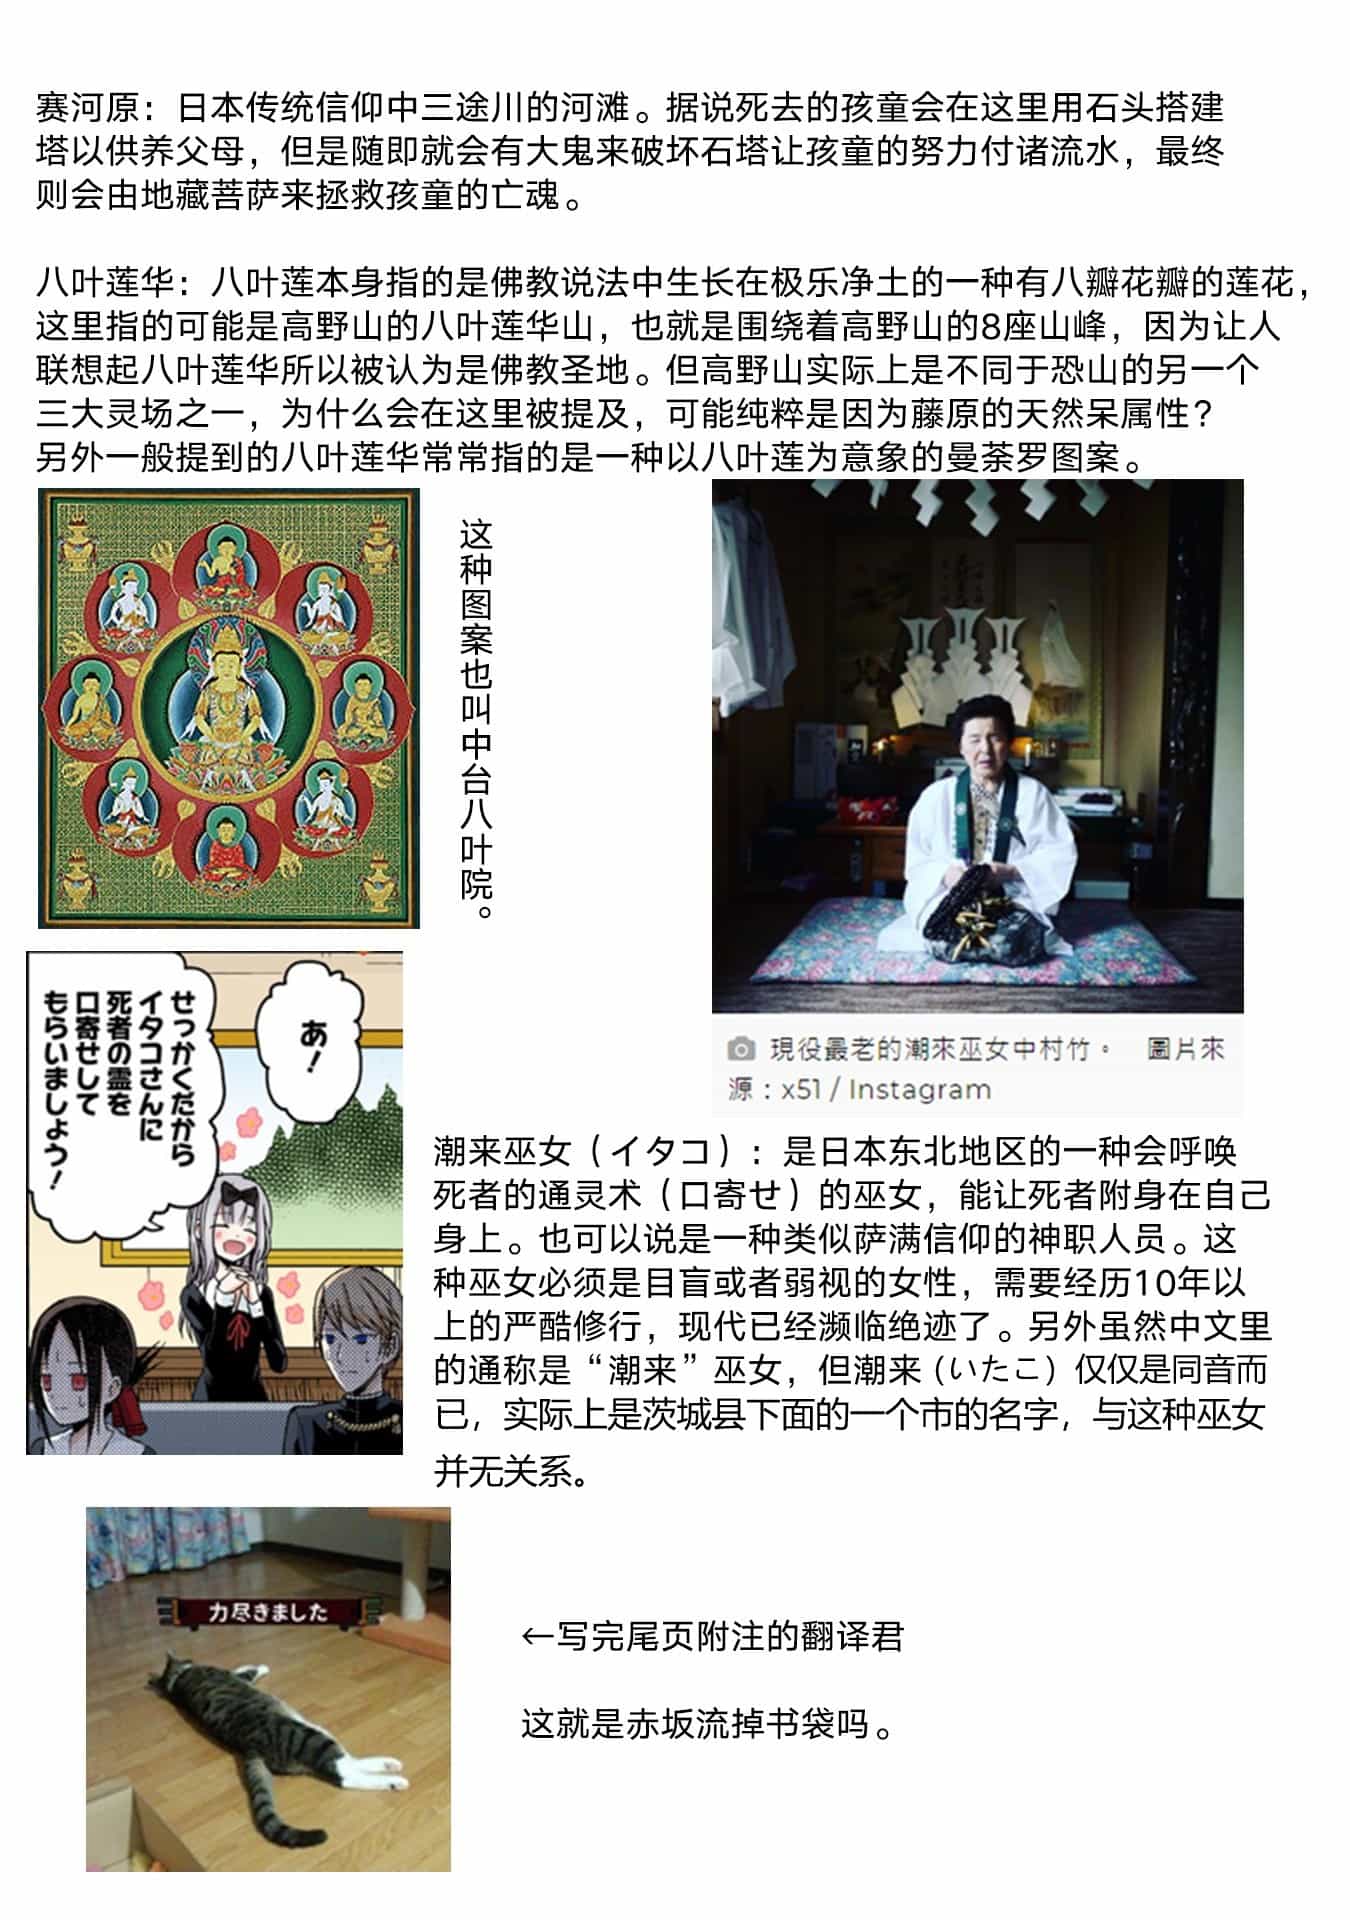 赛河原：日本传统信仰中三途川的河滩。据说死去的孩童会在这里用石头搭建
塔以供养父母，但是随即就会有大鬼来破坏石塔让孩童的努力付诸流水，最终
则会由地藏菩萨来拯救孩童的亡魂。
八叶莲华：八叶莲本身指的是佛教说法中生长在极乐净土的一种有八瓣花瓣的莲花，
这里指的可能是高野山的八叶莲华山，也就是围绕着高野山的8座山峰，因为让人
联想起八叶莲华所以被认为是佛教圣地。但高野山实际上是不同于恐山的另一个
三大灵场之一，为什么会在这里被提及，可能纯粹是因为藤原的天然呆属性？
另外一般提到的八叶莲华常常指的是一种以八叶莲为意象的曼荼罗图案。
这种图案也叫中台八叶院。
現役最老的潮來巫女中村竹。 圖片來
源：x51 / Instagram
あ！
せっかくだから
イタコさんに
死者の霊を
口寄せして
もらいましょう！
潮来巫女（イタコ）：是日本东北地区的一种会呼唤
死者的通灵术（口寄せ）的巫女，能让死者附身在自己
身上。也可以说是一种类似萨满信仰的神职人员。这
种巫女必须是目盲或者弱视的女性，需要经历10年以
上的严酷修行，现代已经濒临绝迹了。另外虽然中文里
的通称是“潮来”巫女，但潮来（いたこ）仅仅是同音而
已，实际上是茨城县下面的一个市的名字，与这种巫女
并无关系。
力尽きました
←写完尾页附注的翻译君
这就是赤坂流掉书袋吗。